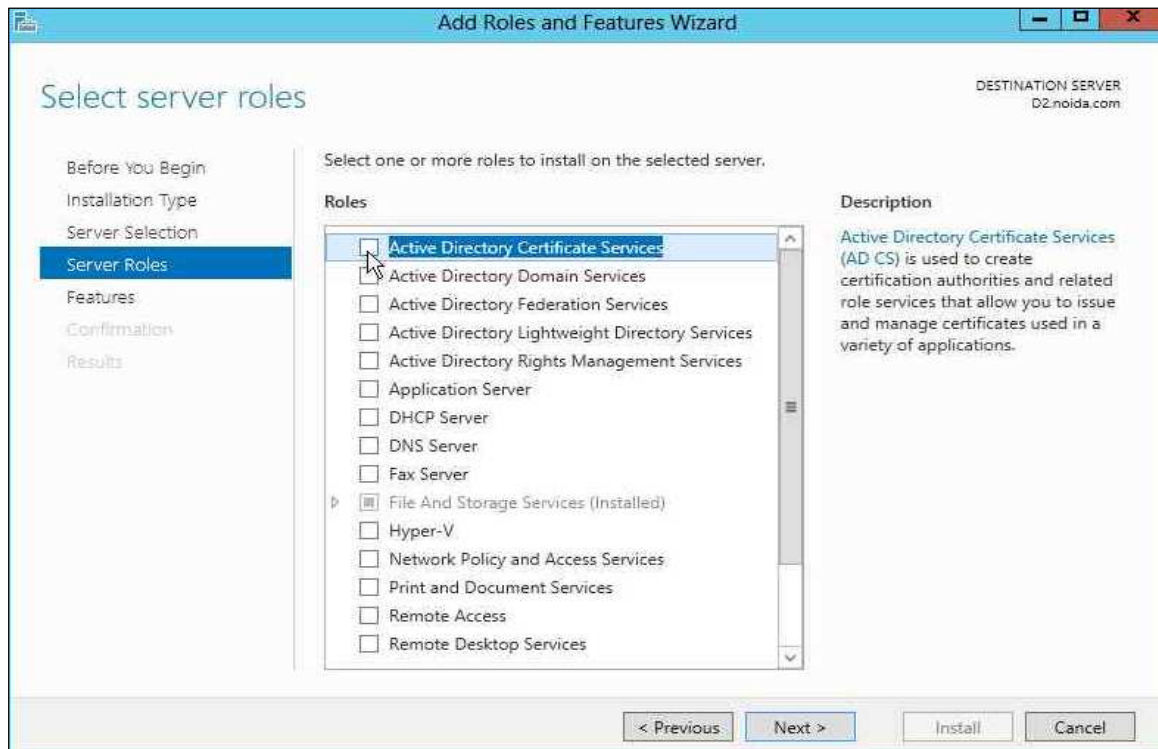 Add Roles and Features Wizard
Select server roles
DESTINATION SERVER
D2.noida.com
Before You Begin
Installation Type
Server Selection
Server Roles
Features
Confirmation
Results
Select one or more roles to install on the selected server.
Roles
Active Directory Certificate Services
Active Directory Domain Services
Active Directory Federation Services
Active Directory Lightweight Directory Services
Active Directory Rights Management Services
Application Server
DHCP Server
DNS Server
Fax Server
File And Storage Services (Installed)
Hyper-V
Network Policy and Access Services
Print and Document Services
Remote Access
Remote Desktop Services
Description
Active Directory Certificate Services
(AD CS) is used to create
certification authorities and related
role services that allow you to issue
and manage certificates used in a
variety of applications.
< Previous
Next >
Install
Cancel